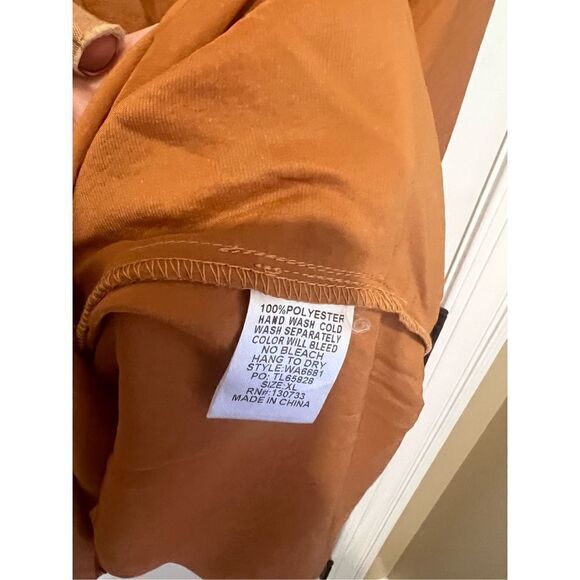 100%POLYESTER
HAND WASH COLD
WASH SEPARATELY
COLOR WILL BLEED
NO BLEACH
HANG TO DRY
STYLE:WA6681
PO: TL65828
SIZE:XL
RN#:130733
MADE IN CHINA